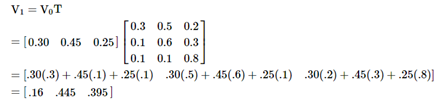 V₁ = V₀T
= [ 0.30 0.45 0.25 ] [ 0.3 0.5 0.2
0.1 0.6 0.3
0.1 0.1 0.8 ]
= [.30(.3) + .45(.1) + .25(.1) .30(.5) + .45(.6) + .25(.1) .30(.2) + .45(.3) + .25(.8)]
= [ .16 .445 .395 ]